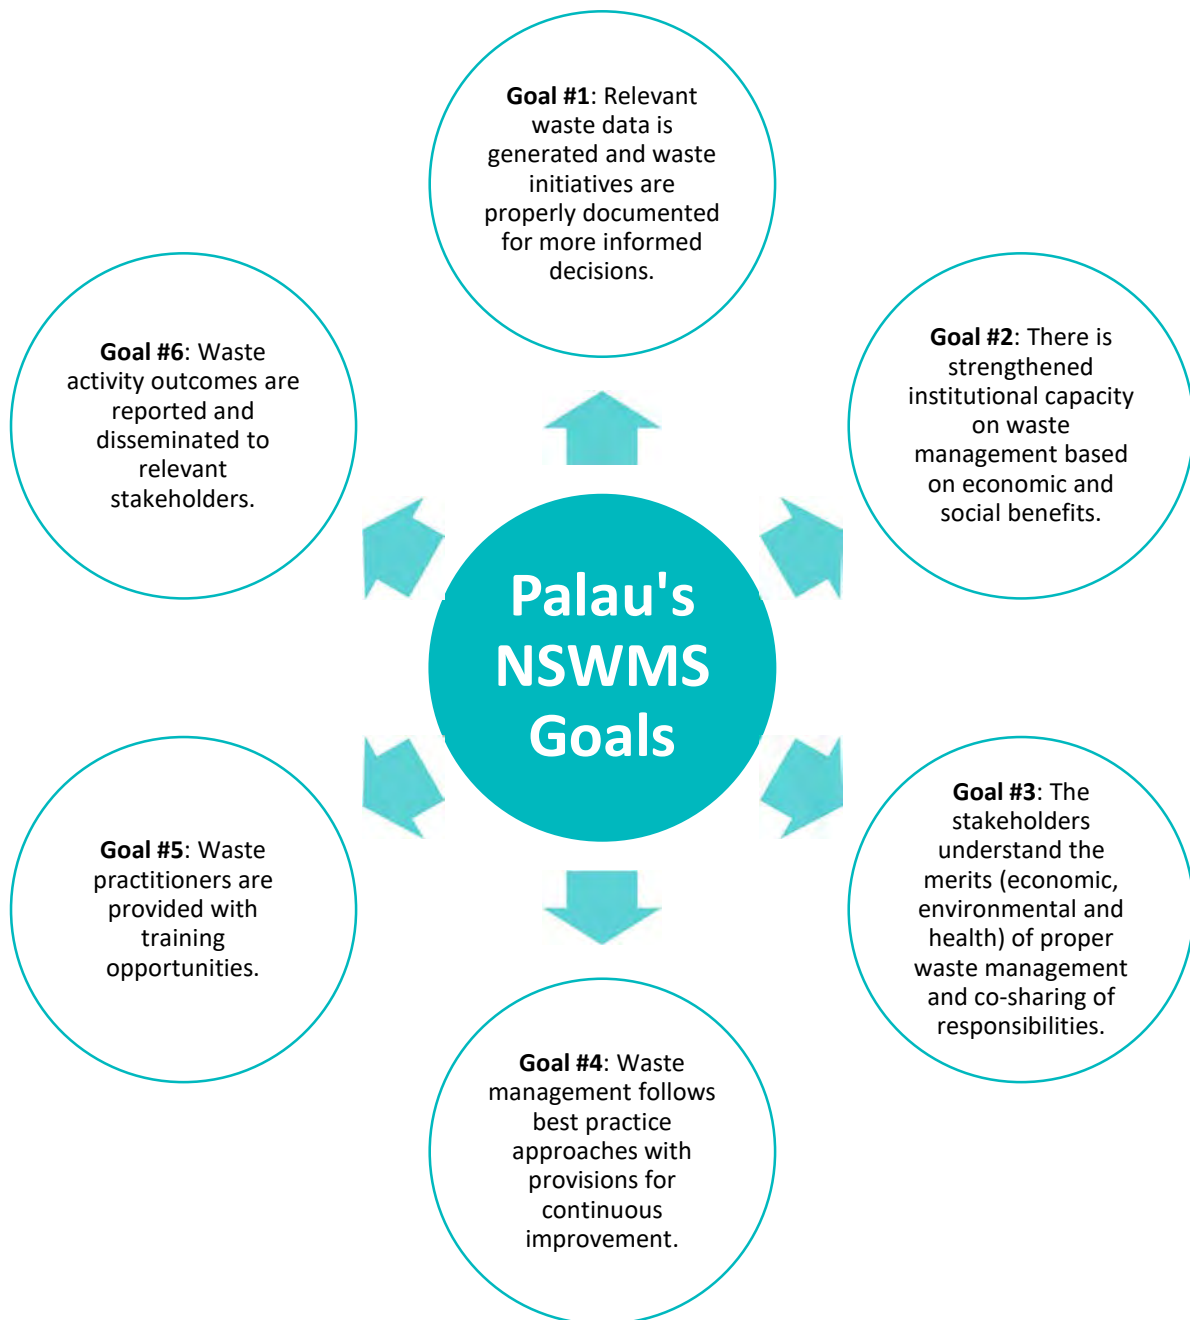 Goal #1: Relevant
waste data is
generated and waste
initiatives are
properly documented
for more informed
decisions.
Goal #2: There is
strengthened
institutional capacity
on waste
management based
on economic and
social benefits.
Goal #3: The
stakeholders
understand the
merits (economic,
environmental and
health) of proper
waste management
and co-sharing of
responsibilities.
Goal #4: Waste
management follows
best practice
approaches with
provisions for
continuous
improvement.
Goal #5: Waste
practitioners are
provided with
training
opportunities.
Goal #6: Waste
activity outcomes are
reported and
disseminated to
relevant
stakeholders.
Palau's
NSWMS
Goals